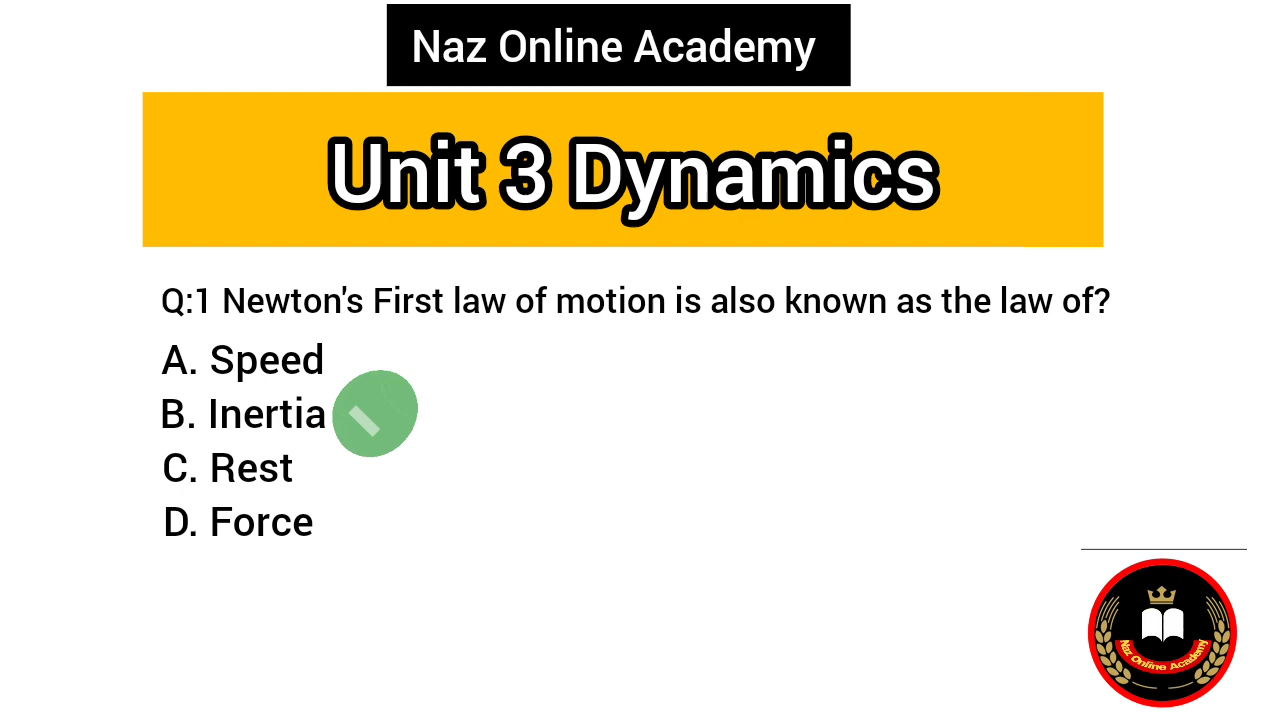 Naz Online Academy
Unit 3 Dynamics
Q:1 Newton's First law of motion is also known as the law of?
A. Speed
B. Inertia
C. Rest
D. Force
Naz Online Academy